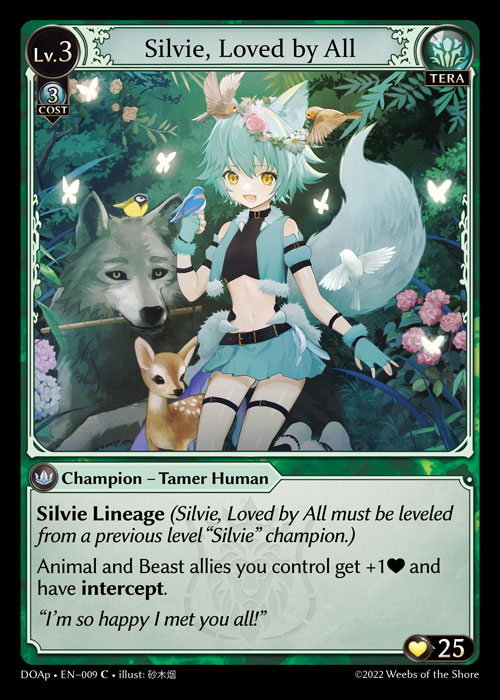 Lv.3
Silvie, Loved by All
TERA
3
COST
Champion – Tamer Human
Silvie Lineage (Silvie, Loved by All must be leveled
from a previous level “Silvie” champion.)
Animal and Beast allies you control get +1♥ and
have intercept.
“I'm so happy I met you all!”
25
DOAp • EN-009 C • illust: 砂木烟
©2022 Weebs of the Shore